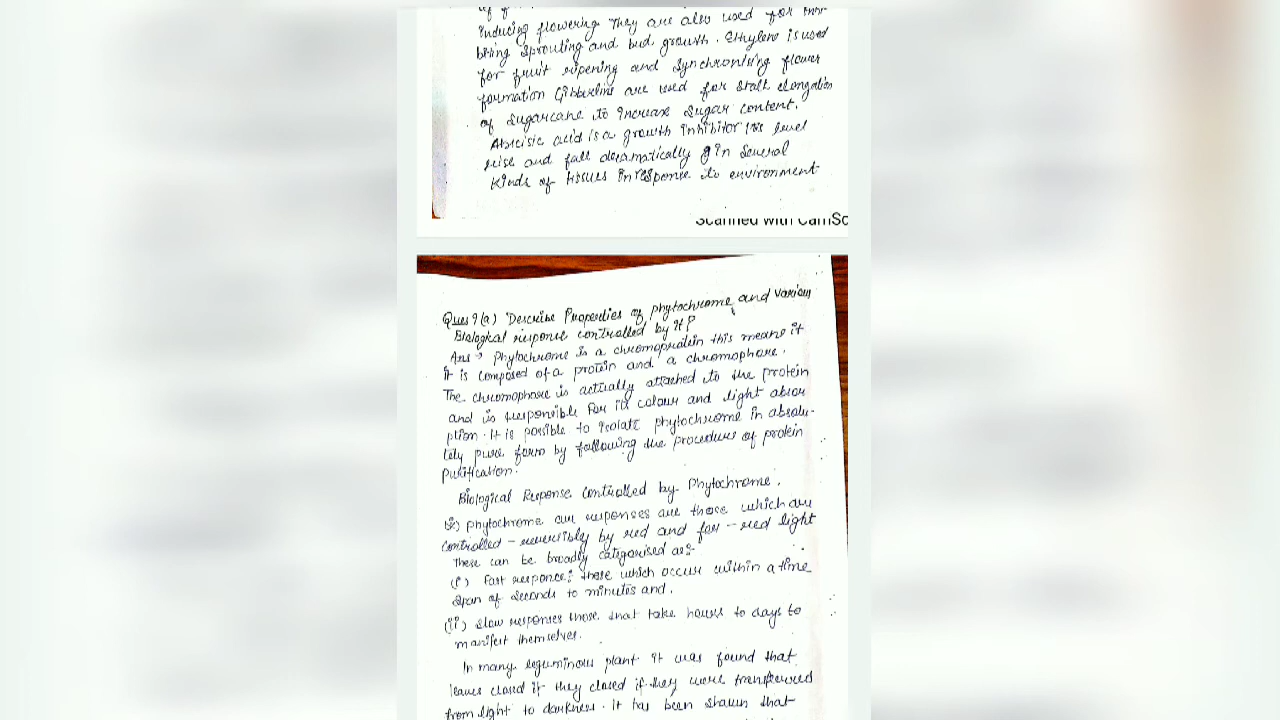 inducing flowering They are also used for inhi
biting sprouting and bud growth. Ethylene is used
for fruit ripening and synchronising flower
formation Gibberline are used for stalk elongation
of sugarcane to increase sugar content.
Abscisic acid is a growth inhibitor its level
rise and fall dramatically in several
kinds of tissues in response to environment
Scanned with CamSc
Ques 9(a) Describe Properties of phytochrome and various
Biological response controlled by it?
Ans → Phytochrome is a chromoprotein this means it
it is composed of a protein and a chromophore.
The chromophore is actually attached to the protein
and is responsible for its colour and light absor
ption. It is possible to isolate phytochrome in absolu-
tely pure form by following the procedure of protein
purification.
Biological Response controlled by Phytochrome.
phytochrome are responses are those which are
controlled - reversibly by red and far - red light
These can be broadly categorised as:-
(i) Fast response: those which occur within a time
span of seconds to minutes and.
(ii) slow responses those that take hours to days to
manifest themselves.
In many leguminous plant it was found that
leaves closed if they closed if they were transferred
from light to darkness. it has been shown that